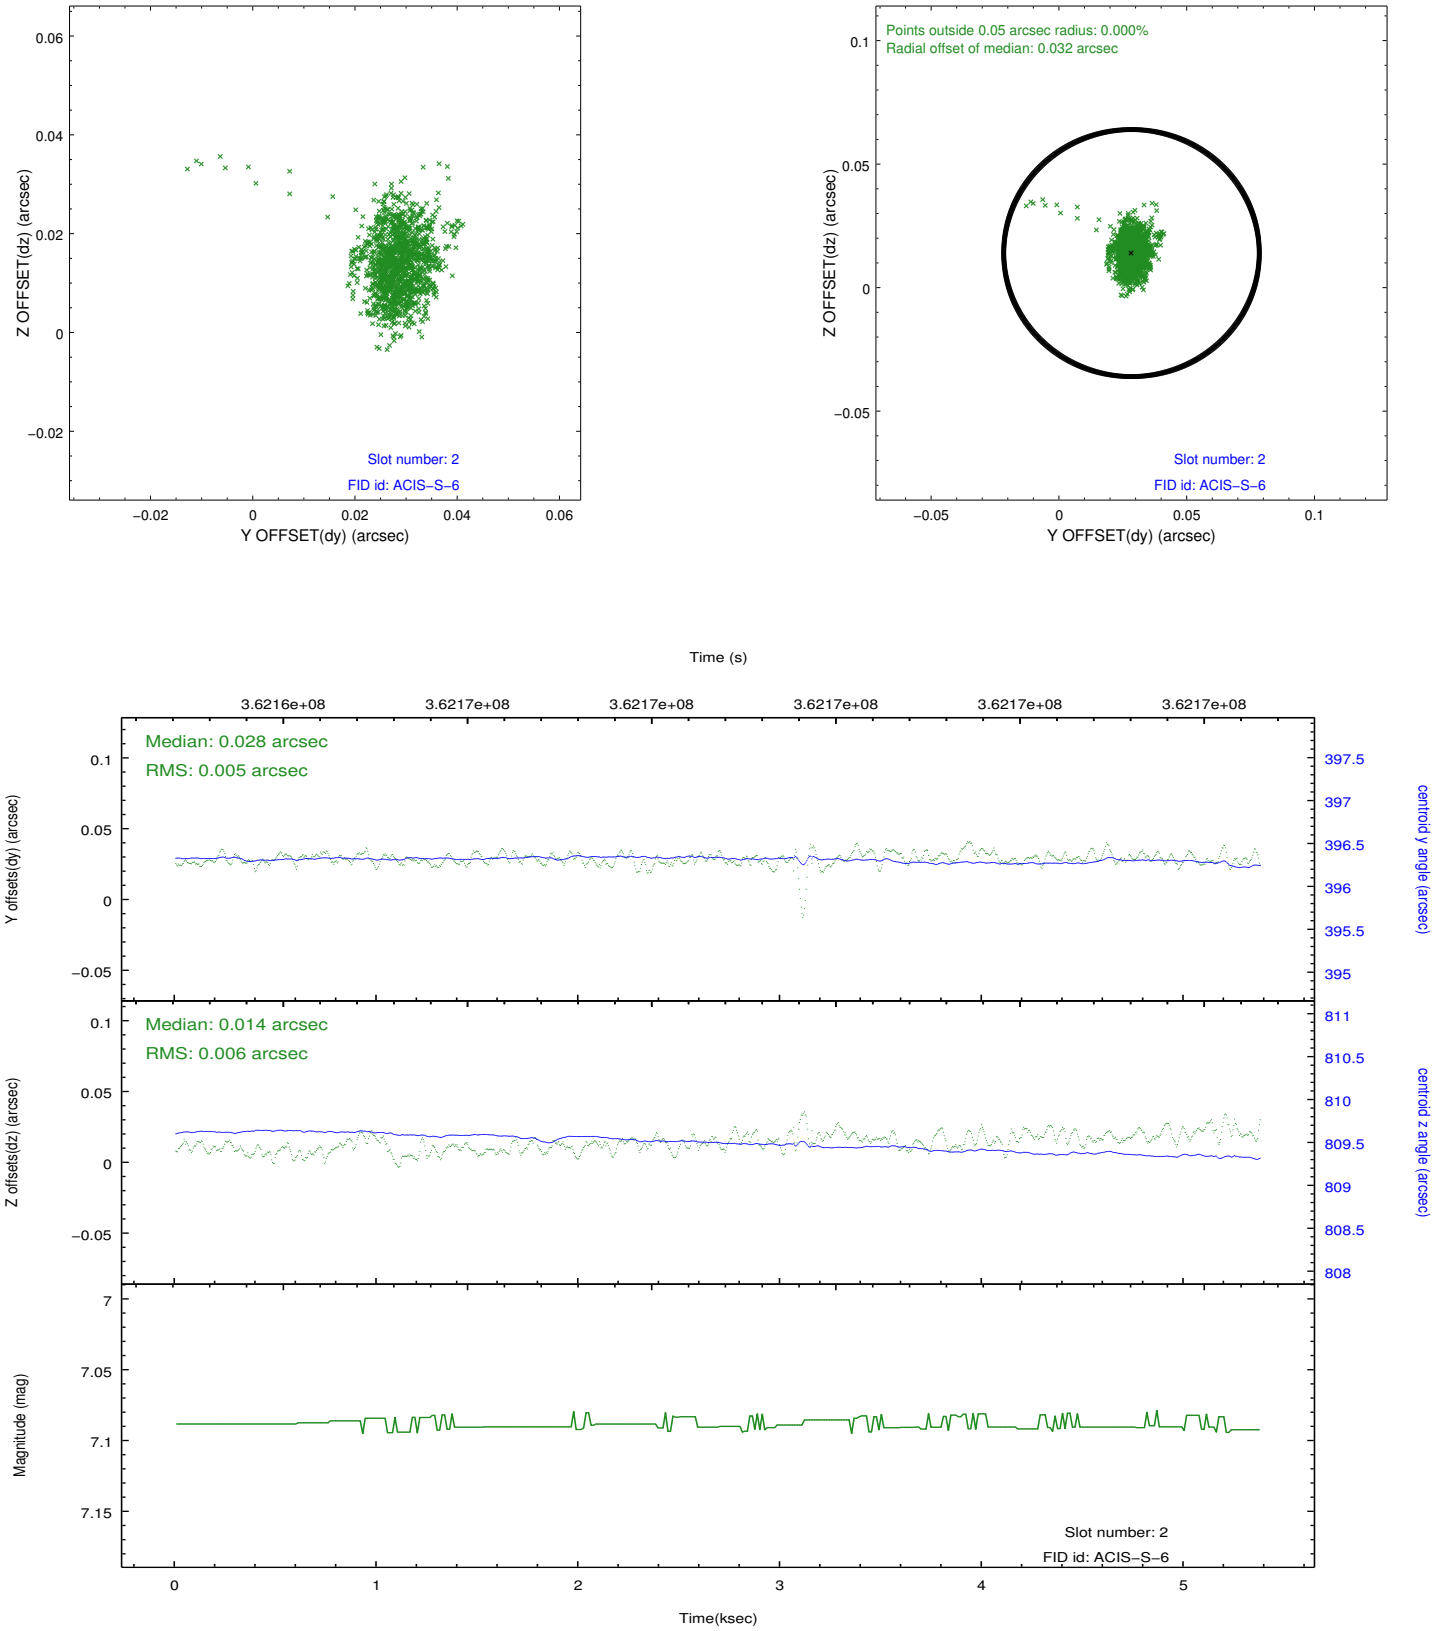 0.06
0.04
0.02
0
−0.02
Z OFFSET(dz) (arcsec)
Slot number: 2
FID id: ACIS−S−6
−0.02 0 0.02 0.04 0.06
Y OFFSET(dy) (arcsec)
Points outside 0.05 arcsec radius: 0.000%
Radial offset of median: 0.032 arcsec
0.1
0.05
0
−0.05
Z OFFSET(dz) (arcsec)
Slot number: 2
FID id: ACIS−S−6
−0.05 0 0.05 0.1
Y OFFSET(dy) (arcsec)
Time (s)
3.6216e+08 3.6217e+08 3.6217e+08 3.6217e+08 3.6217e+08 3.6217e+08
Median: 0.028 arcsec
RMS: 0.005 arcsec
0.1
0.05
0
−0.05
Y offsets(dy) (arcsec)
397.5
397
396.5
396
395.5
395
centroid y angle (arcsec)
Median: 0.014 arcsec
RMS: 0.006 arcsec
0.1
0.05
0
−0.05
Z offsets(dz) (arcsec)
811
810.5
810
809.5
809
808.5
808
centroid z angle (arcsec)
7
7.05
7.1
7.15
Magnitude (mag)
Slot number: 2
FID id: ACIS−S−6
0 1 2 3 4 5
Time(ksec)